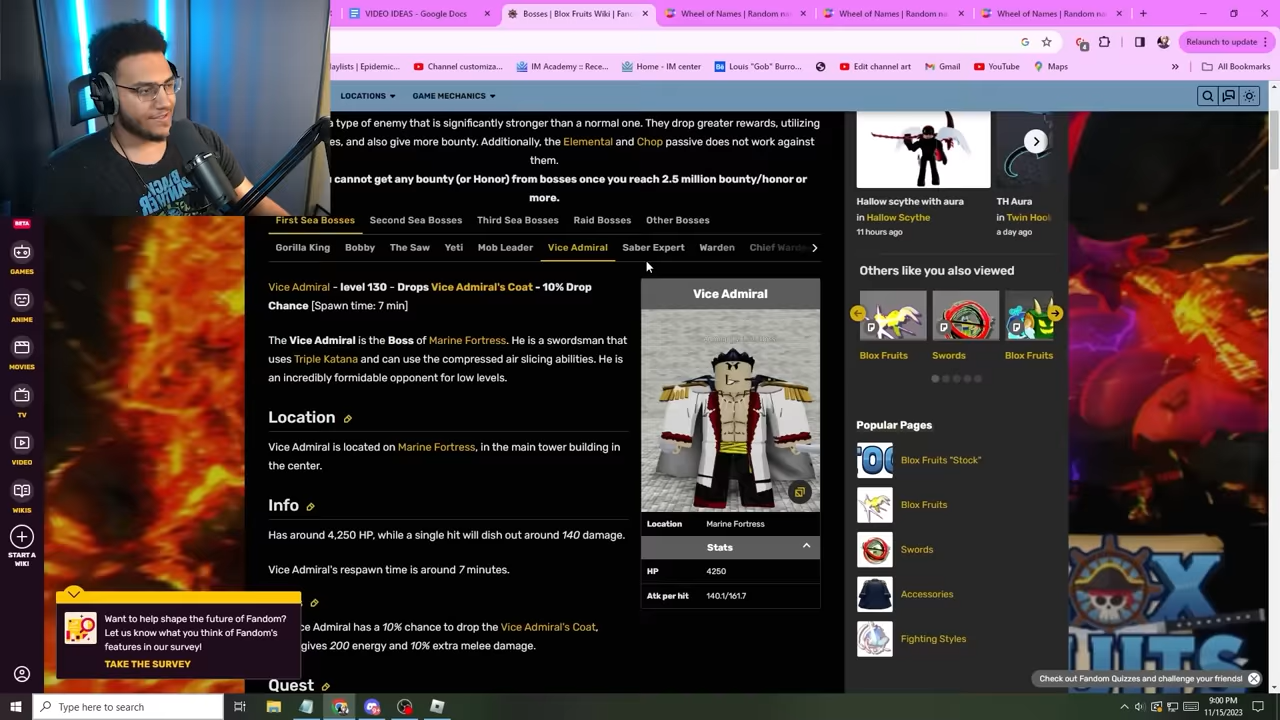 VIDEO IDEAS - Google Docs
Bosses | Blox Fruits Wiki | Fan
Wheel of Names | Random na
Wheel of Names | Random na
Wheel of Names | Random na
Relaunch to update
aylists | Epidemic...
Channel customiza...
IM Academy :: Rece...
Home - IM center
Louis "Gob" Burro...
Edit channel art
Gmail
YouTube
Maps
All Bookmarks
LOCATIONS
GAME MECHANICS
a type of enemy that is significantly stronger than a normal one. They drop greater rewards, utilizing
es, and also give more bounty. Additionally, the Elemental and Chop passive does not work against
them.
cannot get any bounty (or Honor) from bosses once you reach 2.5 million bounty/honor or
more.
First Sea Bosses
Second Sea Bosses
Third Sea Bosses
Raid Bosses
Other Bosses
Gorilla King
Bobby
The Saw
Yeti
Mob Leader
Vice Admiral
Saber Expert
Warden
Chief Warde
Vice Admiral - level 130 - Drops Vice Admiral's Coat - 10% Drop
Chance [Spawn time: 7 min]
The Vice Admiral is the Boss of Marine Fortress. He is a swordsman that
uses Triple Katana and can use the compressed air slicing abilities. He is
an incredibly formidable opponent for low levels.
Location
Vice Admiral is located on Marine Fortress, in the main tower building in
the center.
Info
Has around 4,250 HP, while a single hit will dish out around 140 damage.
Vice Admiral's respawn time is around 7 minutes.
ce Admiral has a 10% chance to drop the Vice Admiral's Coat,
gives 200 energy and 10% extra melee damage.
Quest
Vice Admiral
Location
Marine Fortress
Stats
HP
4250
Atk per hit
140.1/161.7
Hallow scythe with aura
in Hallow Scythe
11 hours ago
TH Aura
in Twin Hool
a day ago
Others like you also viewed
Blox Fruits
Swords
Blox Fruits
Popular Pages
Blox Fruits "Stock"
Blox Fruits
Swords
Accessories
Fighting Styles
BETA
GAMES
ANIME
MOVIES
TV
VIDEO
WIKIS
START A
WIKI
Want to help shape the future of Fandom?
Let us know what you think of Fandom's
features in our survey!
TAKE THE SURVEY
Check out Fandom Quizzes and challenge your friends!
Type here to search
9:00 PM
11/15/2023